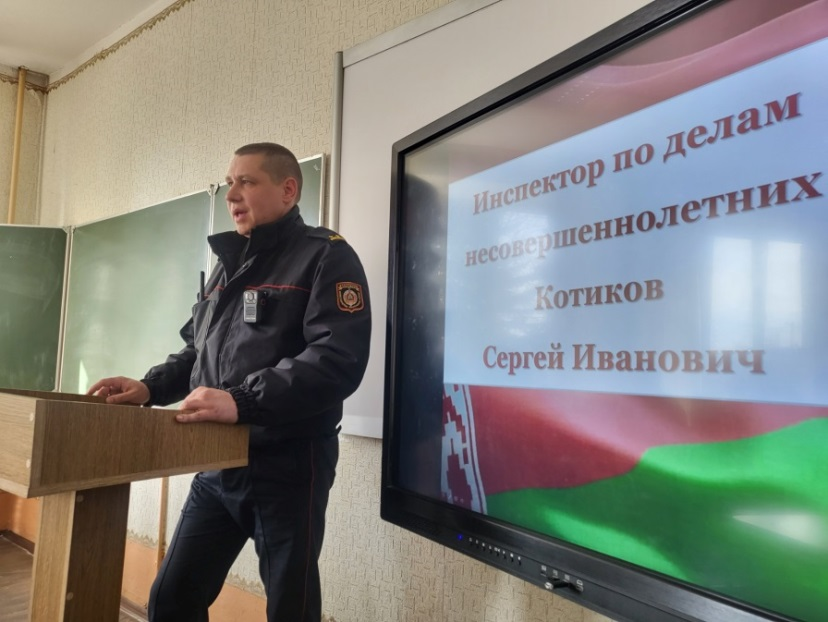 Инспектор по делам
несовершеннолетних
Котиков
Сергей Иванович